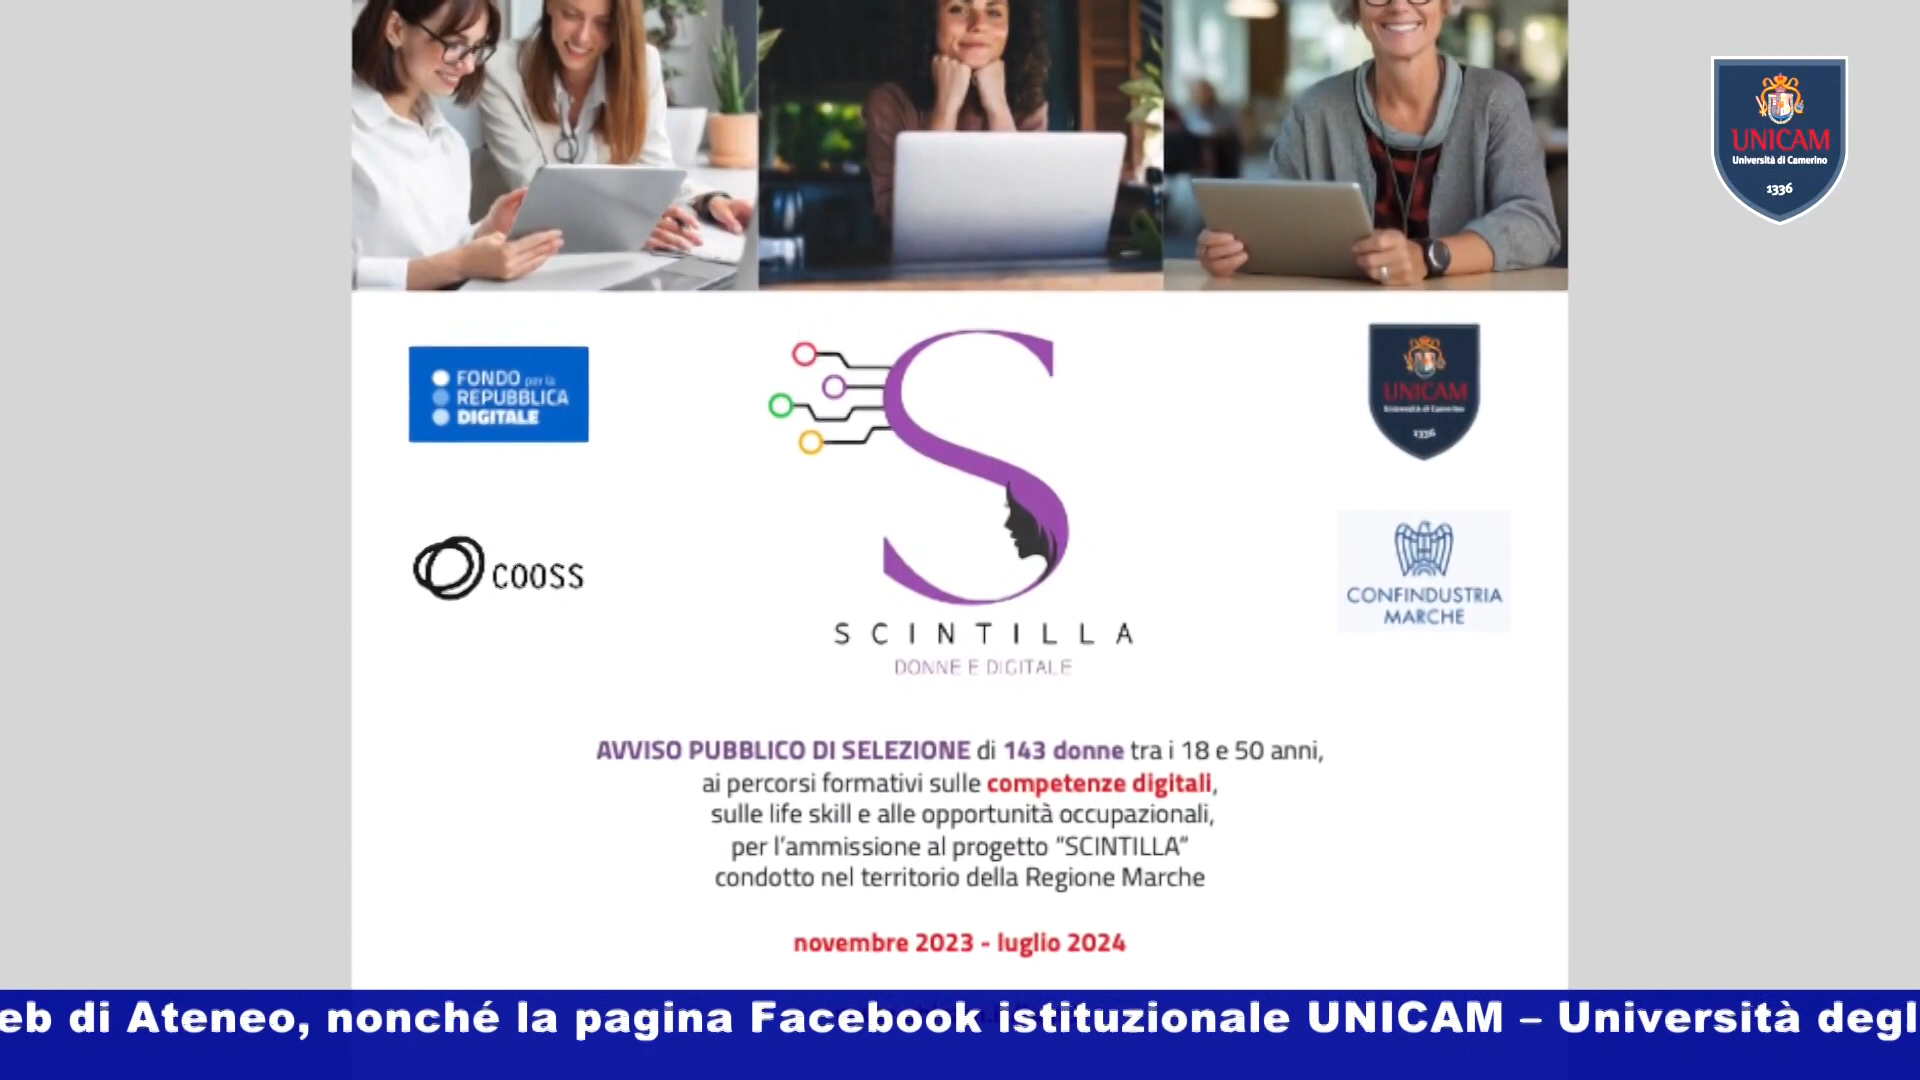 UNICAM
Università di Camerino
1336
FONDO per la
REPUBBLICA
DIGITALE
UNICAM
Università di Camerino
1336
COOSS
CONFINDUSTRIA
MARCHE
SCINTILLA
DONNE E DIGITALE
AVVISO PUBBLICO DI SELEZIONE di 143 donne tra i 18 e 50 anni,
ai percorsi formativi sulle competenze digitali,
sulle life skill e alle opportunità occupazionali,
per l'ammissione al progetto "SCINTILLA"
condotto nel territorio della Regione Marche
novembre 2023 - luglio 2024
eb di Ateneo, nonché la pagina Facebook istituzionale UNICAM – Università degl